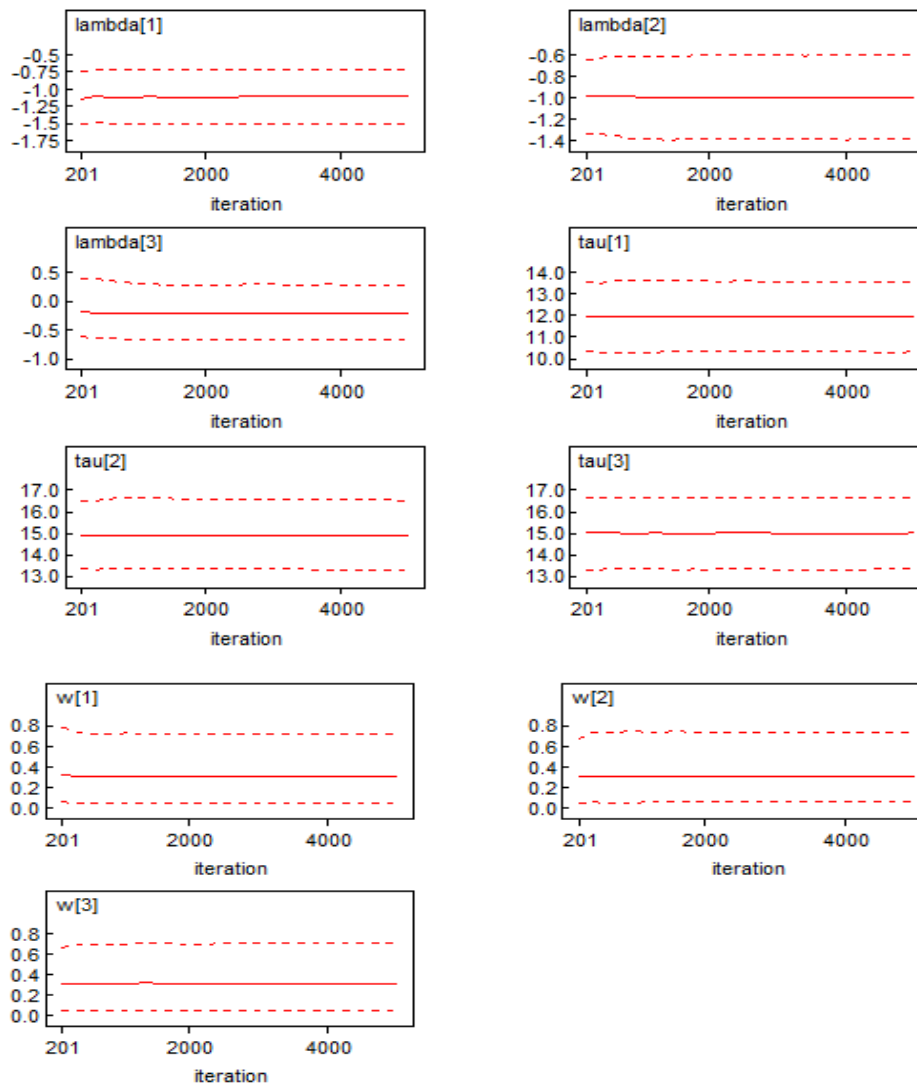 lambda[1]
-0.5
-0.75
-1.0
-1.25
-1.5
-1.75
201 2000 4000
iteration
lambda[2]
-0.6
-0.8
-1.0
-1.2
-1.4
201 2000 4000
iteration
lambda[3]
0.5
0.0
-0.5
-1.0
201 2000 4000
iteration
tau[1]
14.0
13.0
12.0
11.0
10.0
201 2000 4000
iteration
tau[2]
17.0
16.0
15.0
14.0
13.0
201 2000 4000
iteration
tau[3]
17.0
16.0
15.0
14.0
13.0
201 2000 4000
iteration
w[1]
0.8
0.6
0.4
0.2
0.0
201 2000 4000
iteration
w[2]
0.8
0.6
0.4
0.2
0.0
201 2000 4000
iteration
w[3]
0.8
0.6
0.4
0.2
0.0
201 2000 4000
iteration